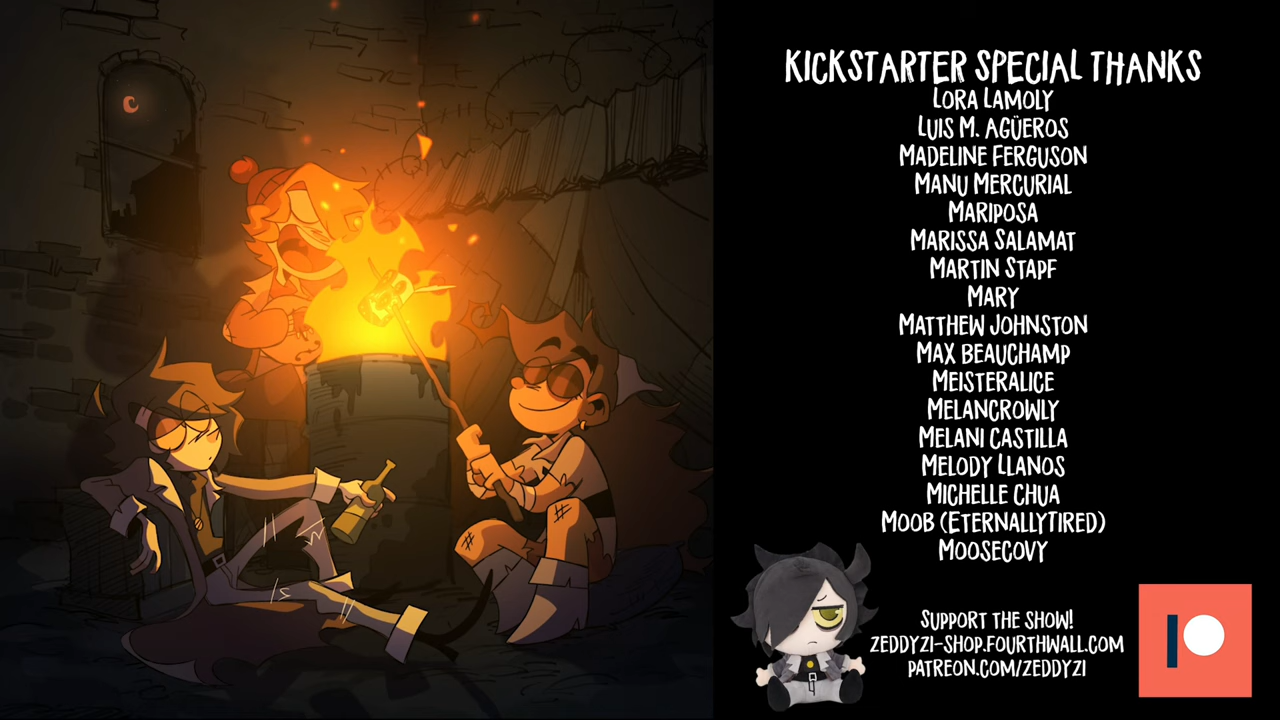 KICKSTARTER SPECIAL THANKS
LORA LAMOLY
LUIS M. AGÜEROS
MADELINE FERGUSON
MANU MERCURIAL
MARIPOSA
MARISSA SALAMAT
MARTIN STAPF
MARY
MATTHEW JOHNSTON
MAX BEAUCHAMP
MEISTERALICE
MELANCROWLY
MELANI CASTILLA
MELODY LLANOS
MICHELLE CHUA
MOOB (ETERNALLYTIRED)
MOOSECOVY
SUPPORT THE SHOW!
ZEDDYZI-SHOP.FOURTHWALL.COM
PATREON.COM/ZEDDYZI